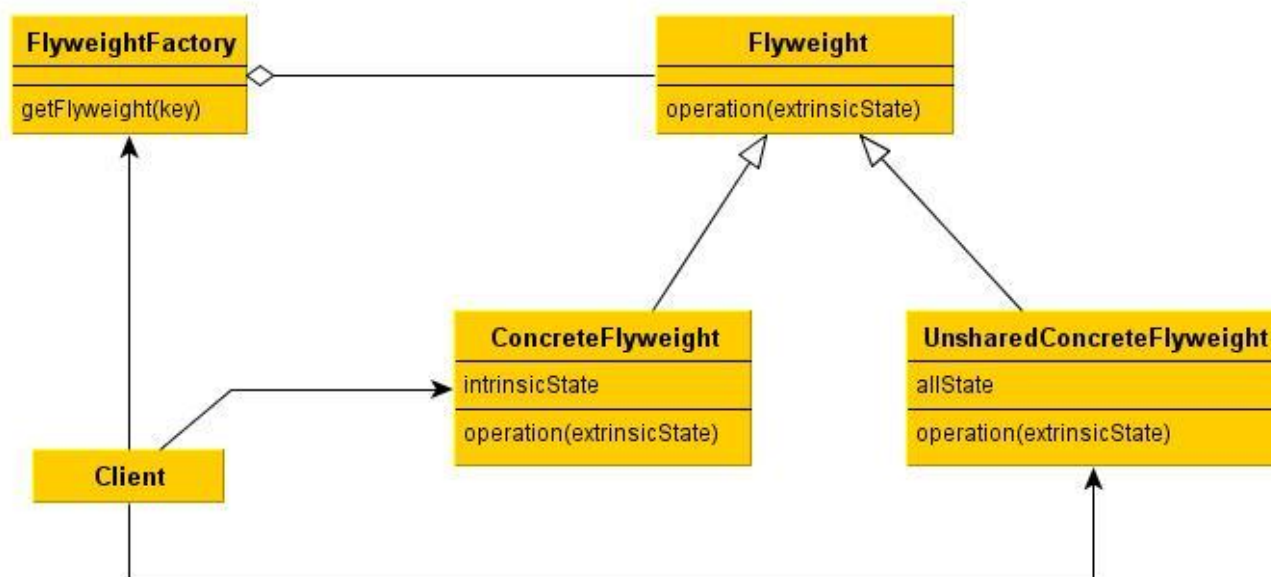 FlyweightFactory
getFlyweight(key)
Flyweight
operation(extrinsicState)
ConcreteFlyweight
intrinsicState
operation(extrinsicState)
UnsharedConcreteFlyweight
allState
operation(extrinsicState)
Client